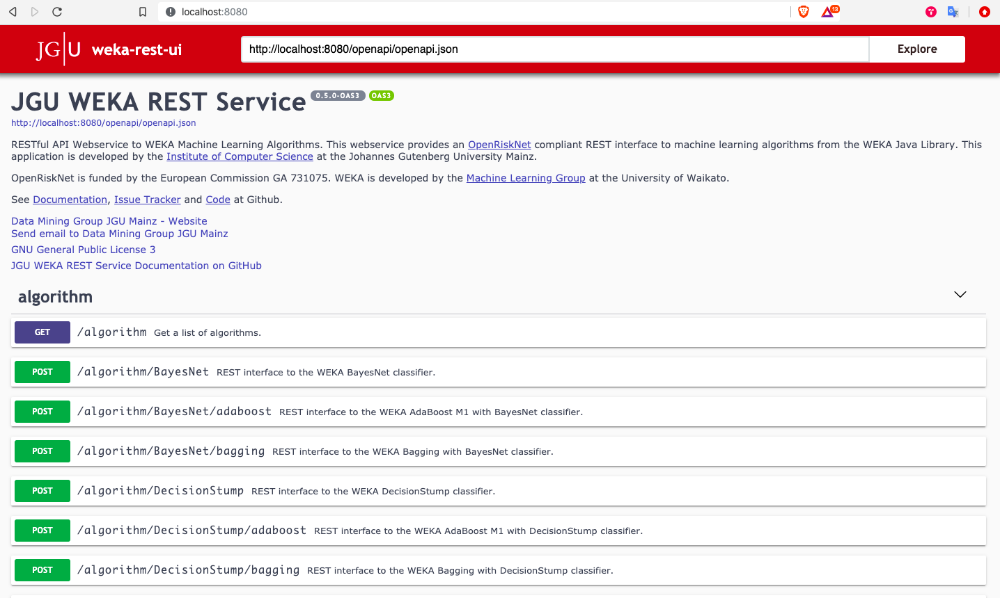 localhost:8080
13
JGU weka-rest-ui
http://localhost:8080/openapi/openapi.json
Explore
JGU WEKA REST Service 0.5.0-OAS3 OAS3
http://localhost:8080/openapi/openapi.json
RESTful API Webservice to WEKA Machine Learning Algorithms. This webservice provides an OpenRiskNet compliant REST interface to machine learning algorithms from the WEKA Java Library. This
application is developed by the Institute of Computer Science at the Johannes Gutenberg University Mainz.
OpenRiskNet is funded by the European Commission GA 731075. WEKA is developed by the Machine Learning Group at the University of Waikato.
See Documentation, Issue Tracker and Code at Github.
Data Mining Group JGU Mainz - Website
Send email to Data Mining Group JGU Mainz
GNU General Public License 3
JGU WEKA REST Service Documentation on GitHub
algorithm
GET /algorithm Get a list of algorithms.
POST /algorithm/BayesNet REST interface to the WEKA BayesNet classifier.
POST /algorithm/BayesNet/adaboost REST interface to the WEKA AdaBoost M1 with BayesNet classifier.
POST /algorithm/BayesNet/bagging REST interface to the WEKA Bagging with BayesNet classifier.
POST /algorithm/DecisionStump REST interface to the WEKA DecisionStump classifier.
POST /algorithm/DecisionStump/adaboost REST interface to the WEKA AdaBoost M1 with DecisionStump classifier.
POST /algorithm/DecisionStump/bagging REST interface to the WEKA Bagging with DecisionStump classifier.